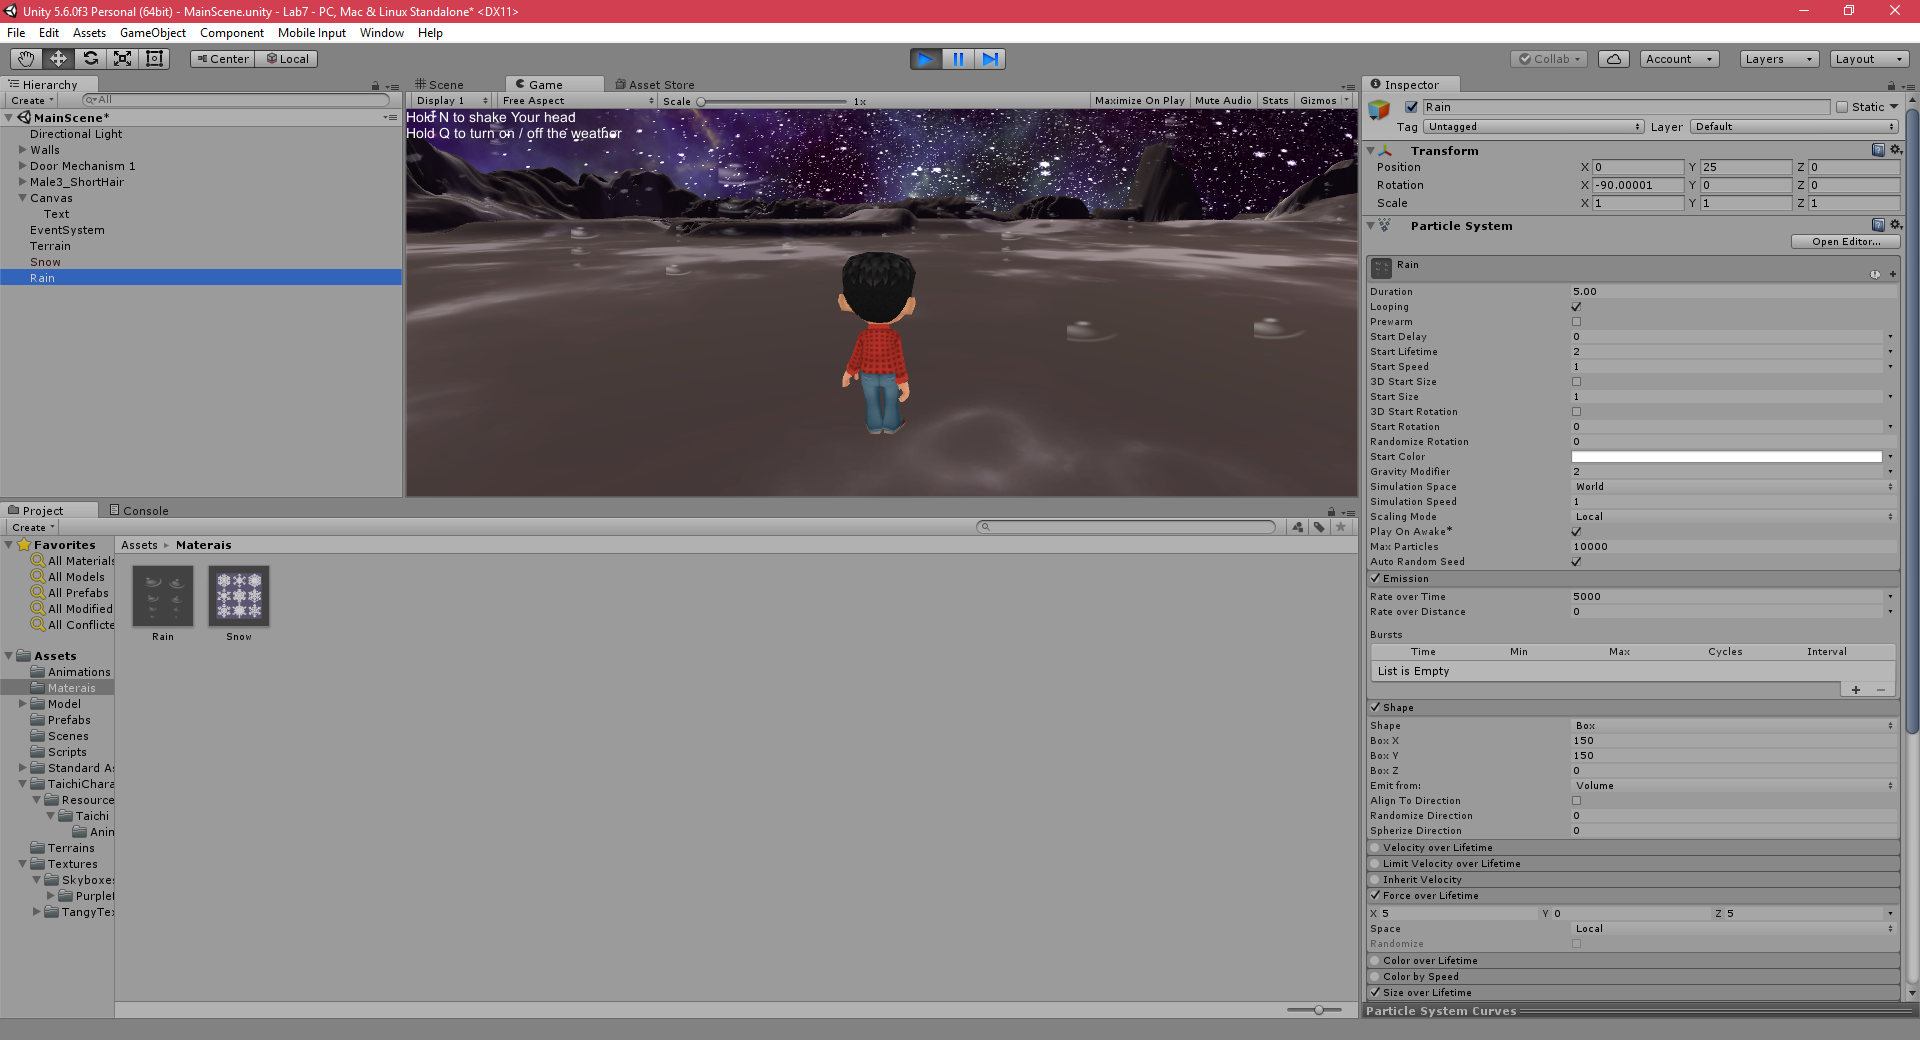 Unity 5.6.0f3 Personal (64bit) - MainScene.unity - Lab7 - PC, Mac & Linux Standalone* <DX11>
File Edit Assets GameObject Component Mobile Input Window Help
Center Local Collab Account Layers Layout
Hierarchy
Create All
MainScene*
Directional Light
Walls
Door Mechanism 1
Male3_ShortHair
Canvas
Text
EventSystem
Terrain
Snow
Rain
Scene Game Asset Store
Display 1 Free Aspect Scale 1x Maximize On Play Mute Audio Stats Gizmos
Hold N to shake Your head
Hold Q to turn on / off the weather
Project Console
Create
Favorites
All Materials
All Models
All Prefabs
All Modified
All Conflicte
Assets
Animations
Materais
Model
Prefabs
Scenes
Scripts
Standard As
TaichiChara
Resource
Taichi
Anim
Terrains
Textures
Skyboxes
Purplel
TangyTex
Assets Materais
Rain Snow
Inspector
Rain Static
Tag Untagged Layer Default
Transform
Position X 0 Y 25 Z 0
Rotation X -90.00001 Y 0 Z 0
Scale X 1 Y 1 Z 1
Particle System
Open Editor...
Rain
Duration 5.00
Looping
Prewarm
Start Delay 0
Start Lifetime 2
Start Speed 1
3D Start Size
Start Size 1
3D Start Rotation
Start Rotation 0
Randomize Rotation 0
Start Color
Gravity Modifier 2
Simulation Space World
Simulation Speed 1
Scaling Mode Local
Play On Awake*
Max Particles 10000
Auto Random Seed
Emission
Rate over Time 5000
Rate over Distance 0
Bursts
Time Min Max Cycles Interval
List is Empty
Shape
Shape Box
Box X 150
Box Y 150
Box Z 0
Emit from: Volume
Align To Direction
Randomize Direction 0
Spherize Direction 0
Velocity over Lifetime
Limit Velocity over Lifetime
Inherit Velocity
Force over Lifetime
X 5 Y 0 Z 5
Space Local
Randomize
Color over Lifetime
Color by Speed
Size over Lifetime
Particle System Curves